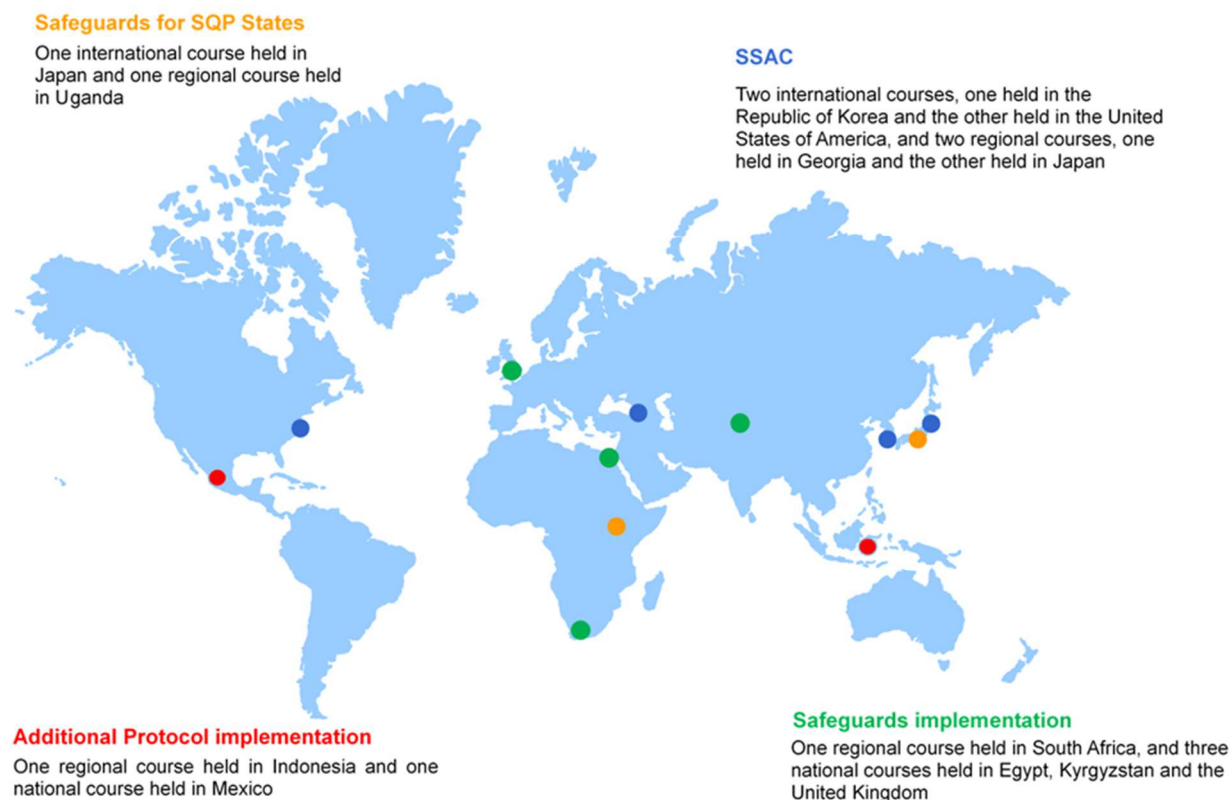 Safeguards for SQP States
One international course held in
Japan and one regional course held
in Uganda
SSAC
Two international courses, one held in the
Republic of Korea and the other held in the United
States of America, and two regional courses, one
held in Georgia and the other held in Japan
Additional Protocol implementation
One regional course held in Indonesia and one
national course held in Mexico
Safeguards implementation
One regional course held in South Africa, and three
national courses held in Egypt, Kyrgyzstan and the
United Kingdom